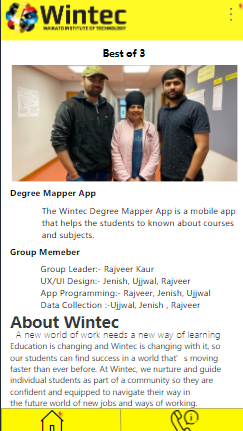 Wintec
WAIKATO INSTITUTE OF TECHNOLOGY
Best of 3
Degree Mapper App
The Wintec Degree Mapper App is a mobile app
that helps the students to known about courses
and subjects.
Group Memeber
Group Leader:- Rajveer Kaur
UX/UI Design:- Jenish, Ujjwal, Rajveer
App Programming:- Rajveer, Jenish, Ujjwal
Data Collection :-Ujjwal, Jenish , Rajveer
About Wintec
A new world of work needs a new way of learning
Education is changing and Wintec is changing with it, so
our students can find success in a world that’s moving
faster than ever before. At Wintec, we nurture and guide
individual students as part of a community so they are
confident and equipped to navigate their way in
the future world of new jobs and ways of working.